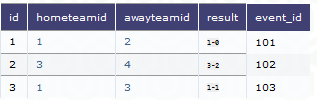 id hometeamid awayteamid result event_id
1 1 2 1-0 101
2 3 4 3-2 102
3 1 3 1-1 103